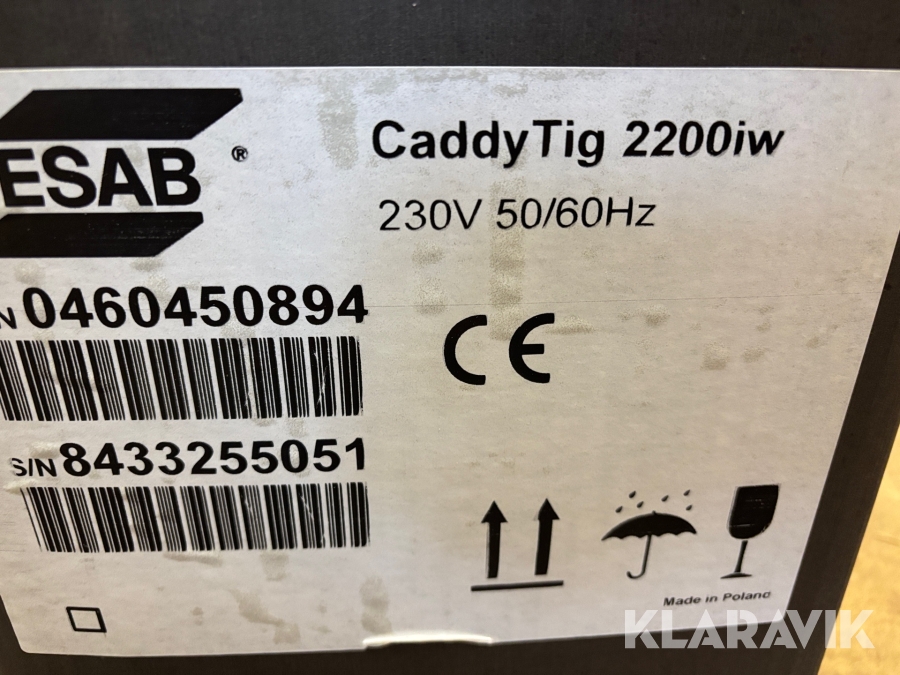 ESAB ®
CaddyTig 2200iw
230V 50/60Hz
N 0460450894
CE
S/N 8433255051
Made in Poland
KLARAVIK